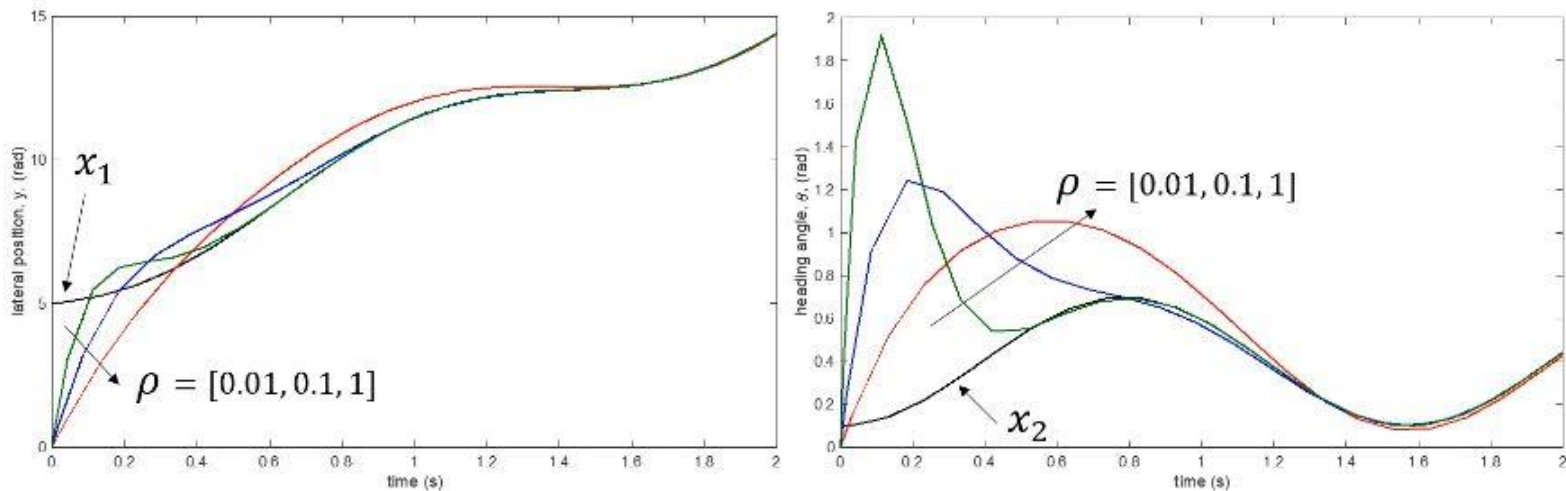 15
10
5
0
lateral position, y, (rad)
x₁
ρ = [0.01, 0.1, 1]
0 0.2 0.4 0.6 0.8 1 1.2 1.4 1.6 1.8 2
time (s)
2
1.8
1.6
1.4
1.2
1
0.8
0.6
0.4
0.2
0
heading angle, θ, (rad)
ρ = [0.01, 0.1, 1]
x₂
0 0.2 0.4 0.6 0.8 1 1.2 1.4 1.6 1.8 2
time (s)